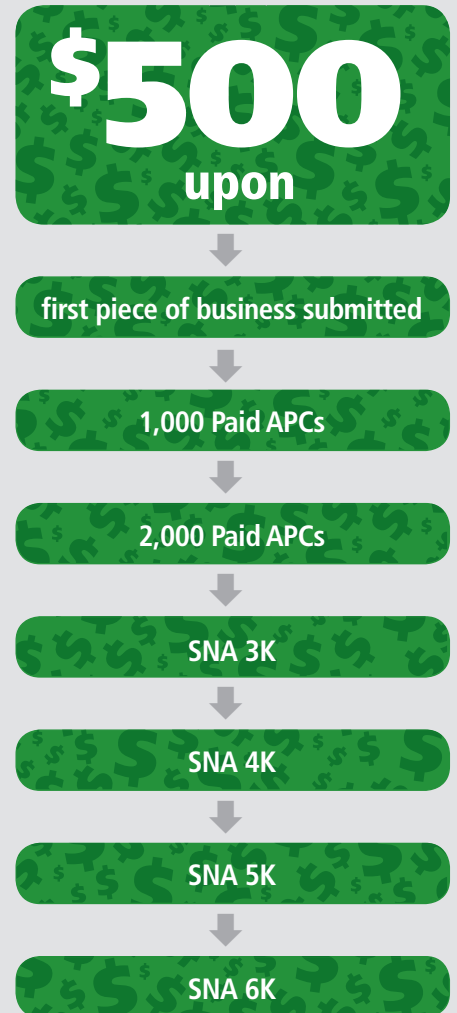 $500
upon
first piece of business submitted
1,000 Paid APCs
2,000 Paid APCs
SNA 3K
SNA 4K
SNA 5K
SNA 6K